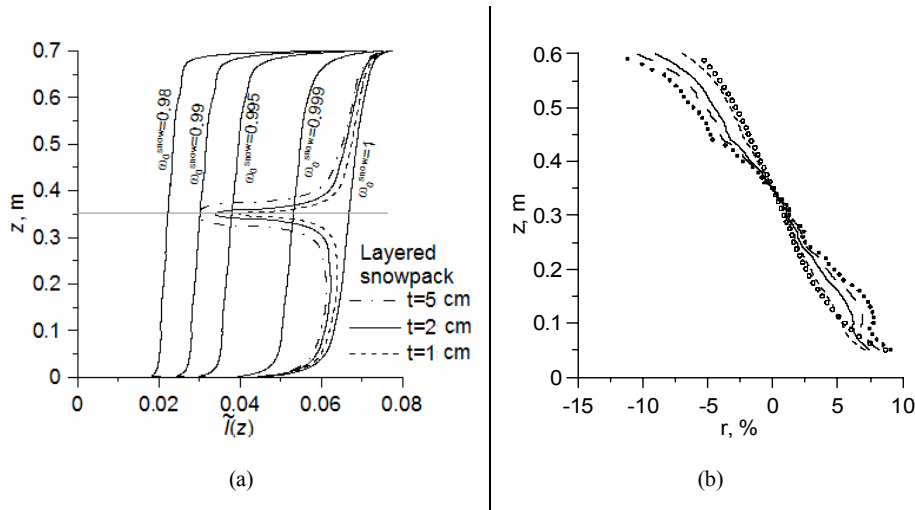 (a)
0.7
0.6
0.5
0.4
0.3
0.2
0.1
0
z, m
ω₀ˢⁿᵒʷ=0.98
ω₀ˢⁿᵒʷ=0.99
ω₀ˢⁿᵒʷ=0.995
ω₀ˢⁿᵒʷ=0.999
ω₀ˢⁿᵒʷ=1
Layered
snowpack
t=5 cm
t=2 cm
t=1 cm
0 0.02 0.04 0.06 0.08
l̃(z)
(a)
(b)
0.6
0.5
0.4
0.3
0.2
0.1
0
z, m
-15 -10 -5 0 5 10
r, %
(b)